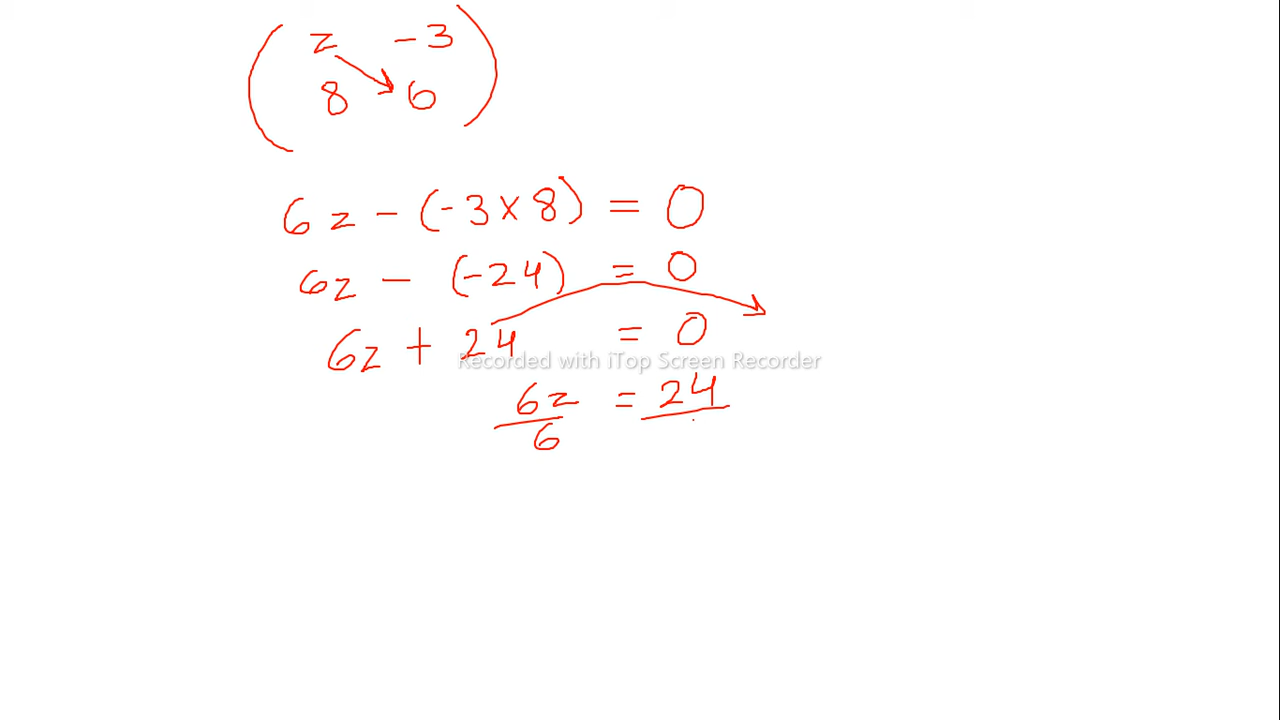 z -3
8 6
6z - (-3 × 8) = 0
6z - (-24) = 0
6z + 24 = 0
Recorded with iTop Screen Recorder
6z = 24
6